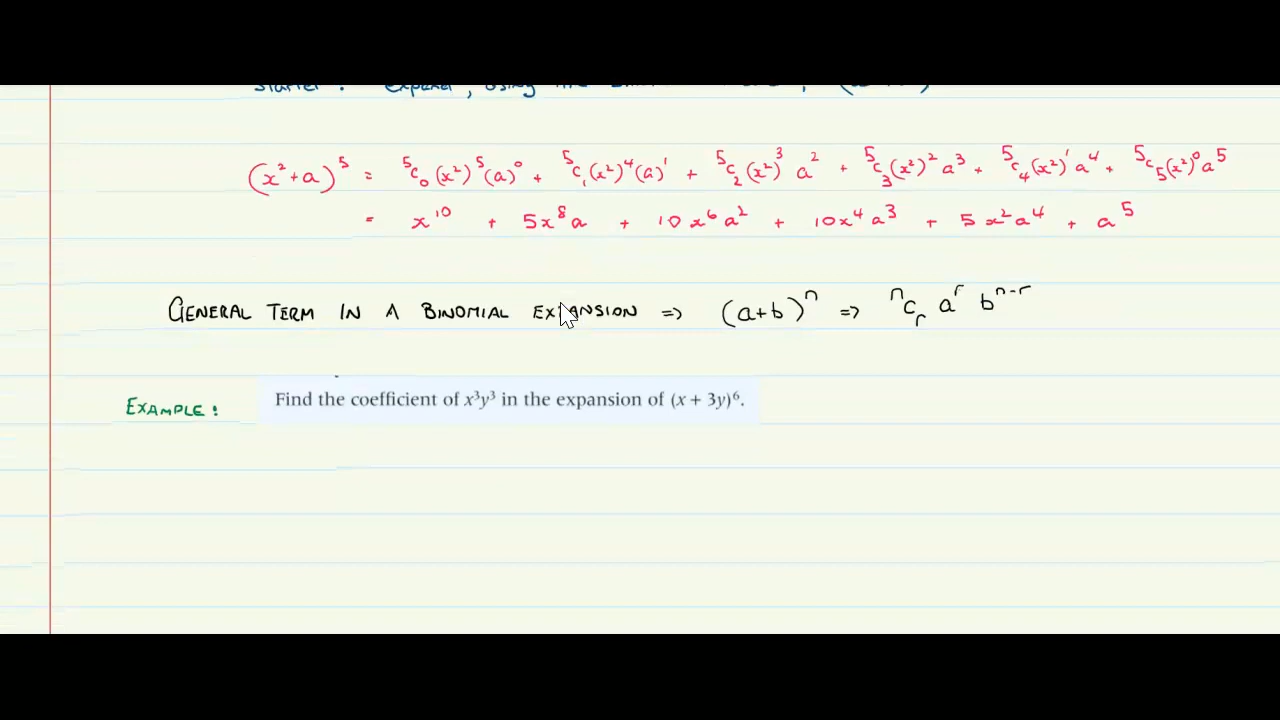 (x²+a)⁵ = ⁵C₀(x²)⁵(a)⁰ + ⁵C₁(x²)⁴(a)¹ + ⁵C₂(x²)³a² + ⁵C₃(x²)²a³ + ⁵C₄(x²)¹a⁴ + ⁵C₅(x²)⁰a⁵
= x¹⁰ + 5x⁸a + 10x⁶a² + 10x⁴a³ + 5x²a⁴ + a⁵
GENERAL TERM IN A BINOMIAL EXPANSION => (a+b)ⁿ => ⁿCᵣ aʳ bⁿ⁻ʳ
EXAMPLE: Find the coefficient of x³y³ in the expansion of (x + 3y)⁶.